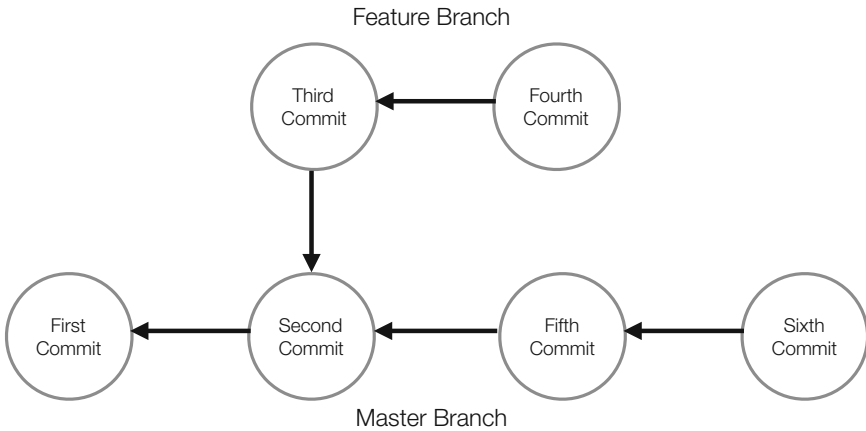 Feature Branch
Third
Commit
Fourth
Commit
First
Commit
Second
Commit
Fifth
Commit
Sixth
Commit
Master Branch